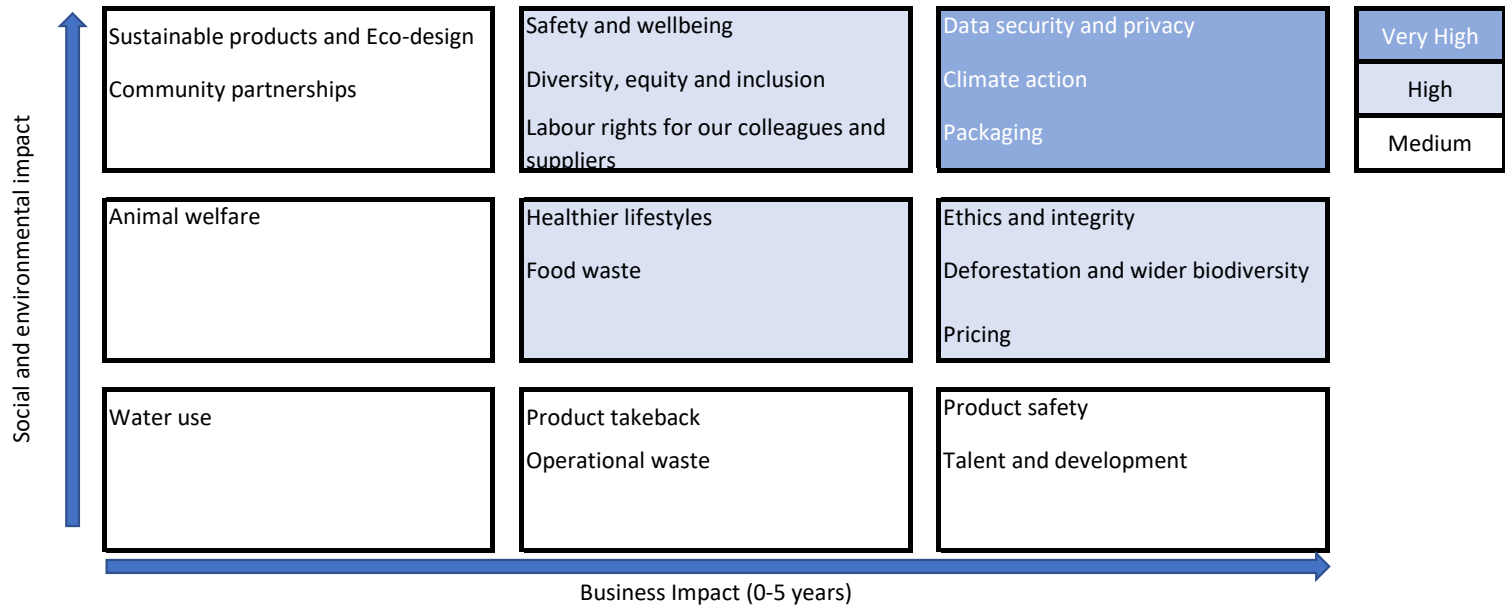 Social and environmental impact
Sustainable products and Eco-design
Community partnerships
Safety and wellbeing
Diversity, equity and inclusion
Labour rights for our colleagues and
suppliers
Data security and privacy
Climate action
Packaging
Very High
High
Medium
Animal welfare
Healthier lifestyles
Food waste
Ethics and integrity
Deforestation and wider biodiversity
Pricing
Water use
Product takeback
Operational waste
Product safety
Talent and development
Business Impact (0-5 years)